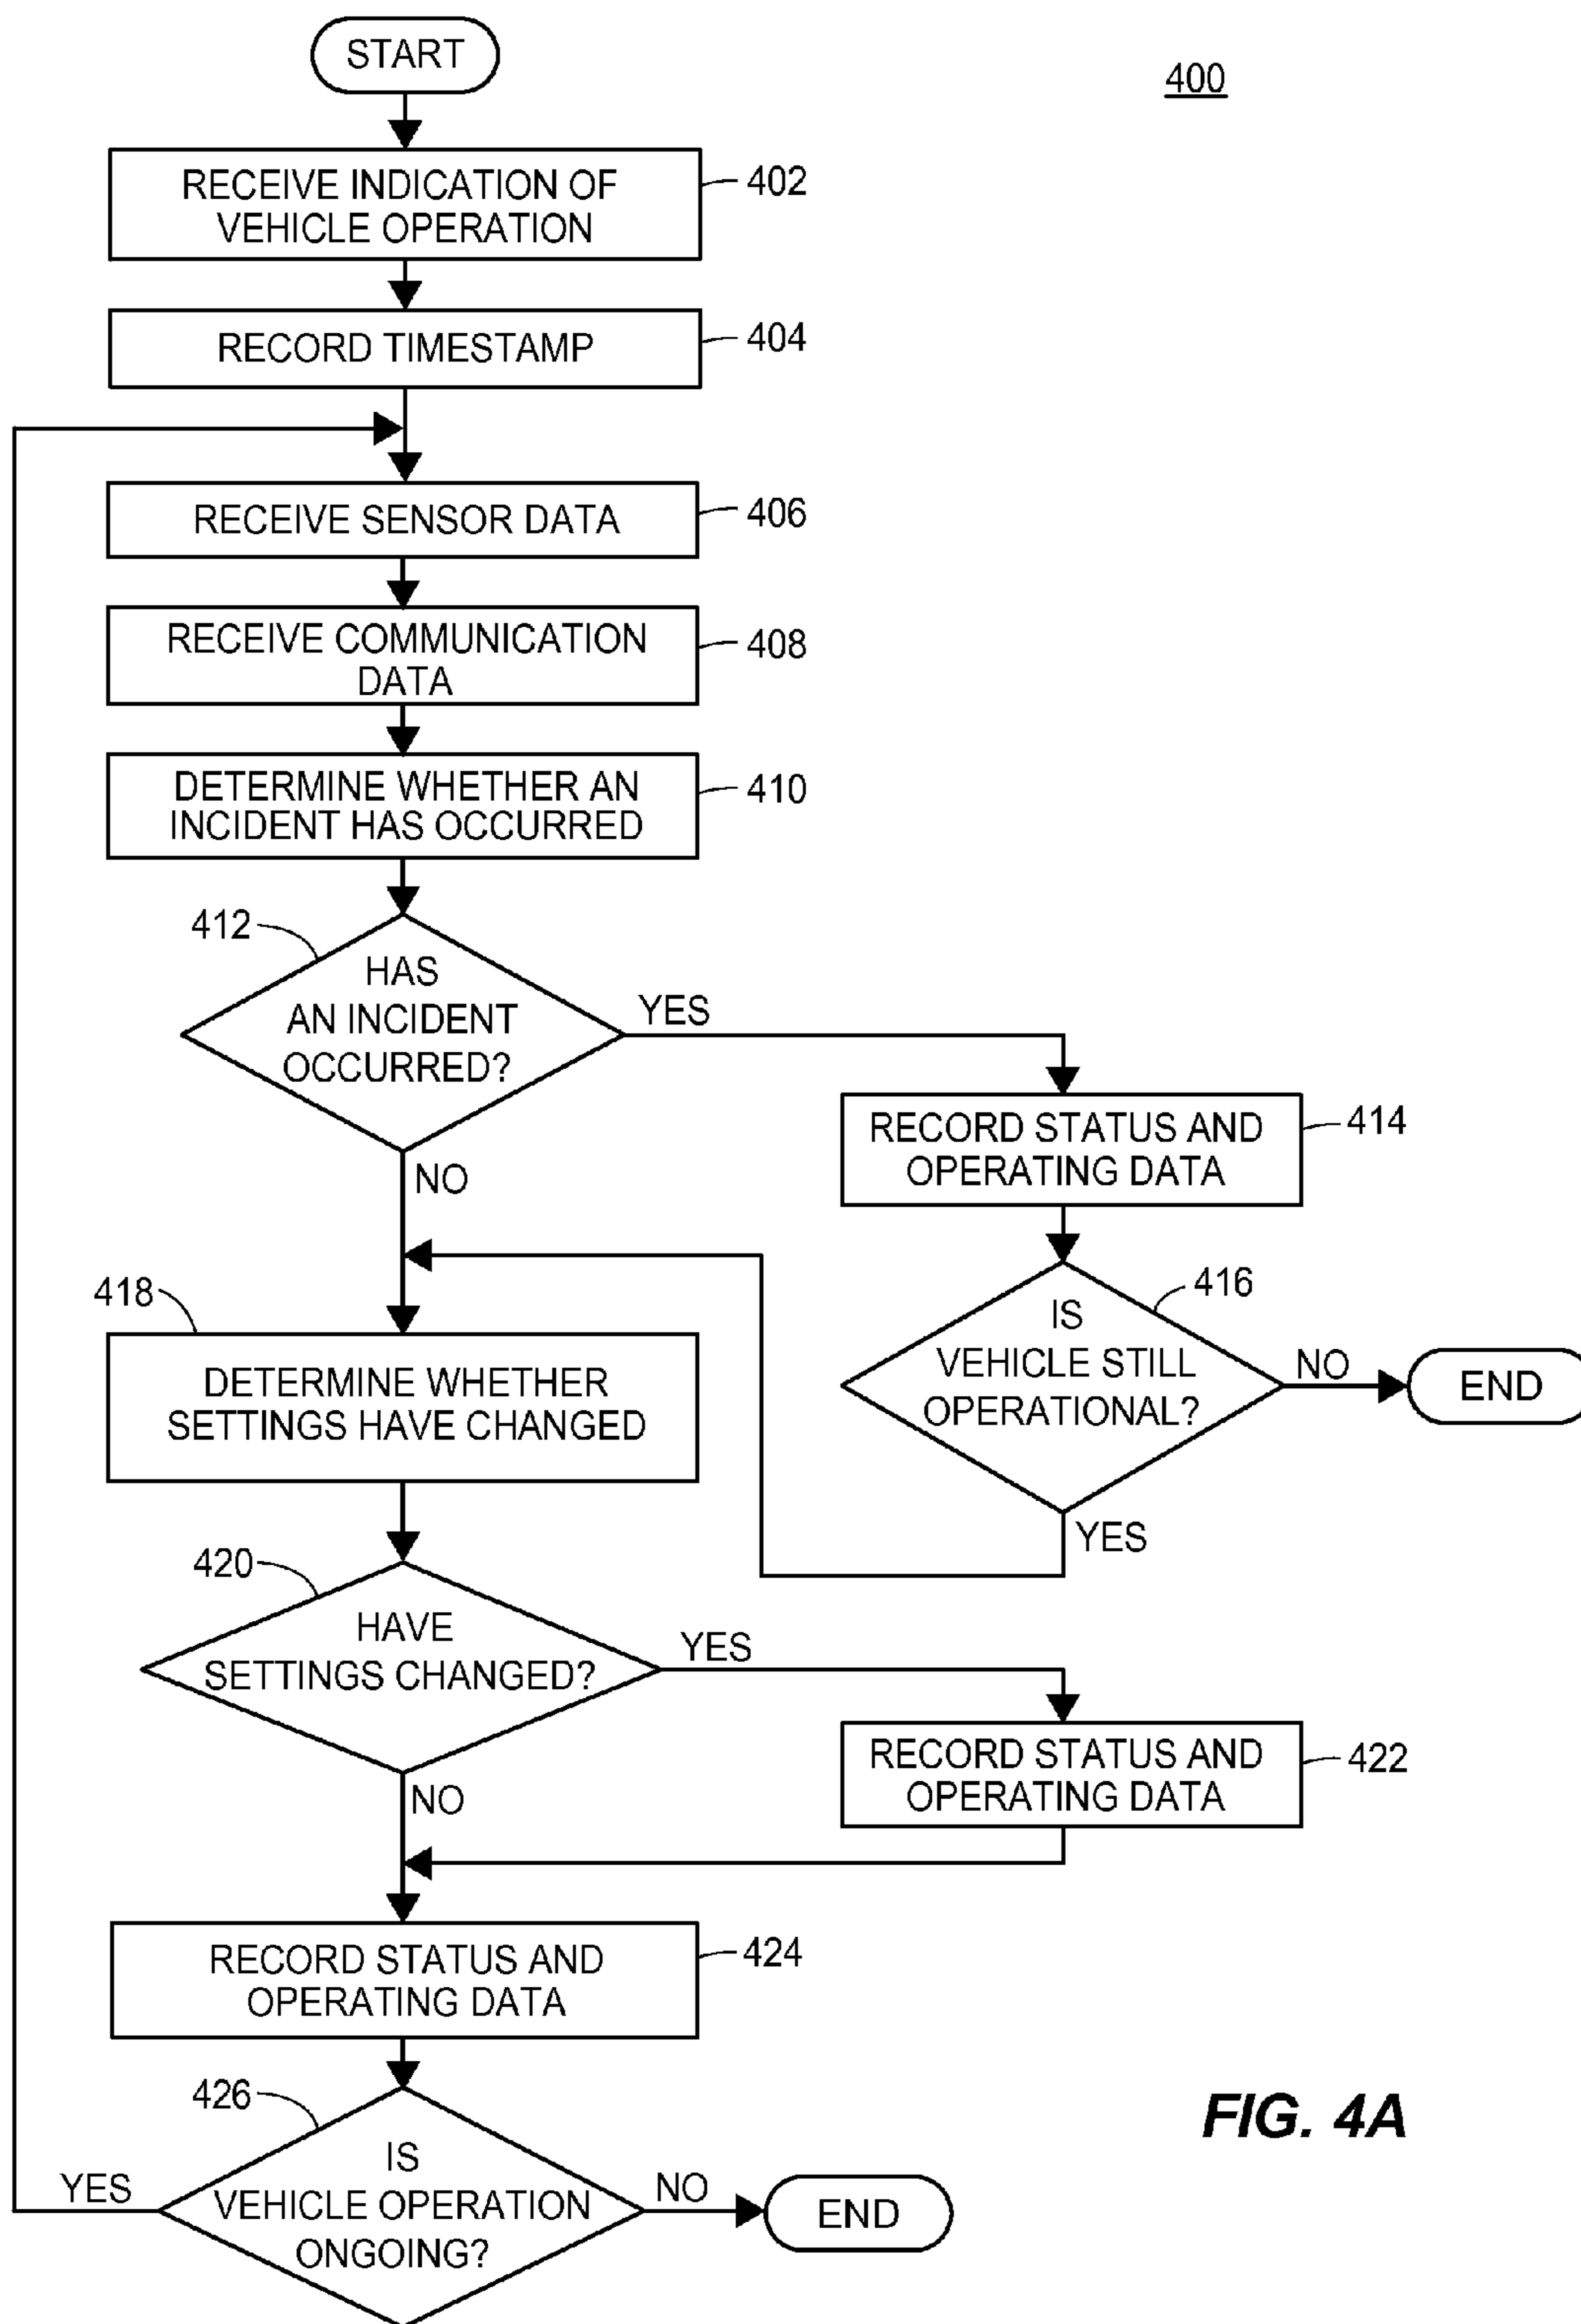 START
400
RECEIVE INDICATION OF
VEHICLE OPERATION
402
RECORD TIMESTAMP
404
RECEIVE SENSOR DATA
406
RECEIVE COMMUNICATION
DATA
408
DETERMINE WHETHER AN
INCIDENT HAS OCCURRED
410
412
HAS
AN INCIDENT
OCCURRED?
YES
NO
RECORD STATUS AND
OPERATING DATA
414
416
IS
VEHICLE STILL
OPERATIONAL?
NO
END
YES
418
DETERMINE WHETHER
SETTINGS HAVE CHANGED
420
HAVE
SETTINGS CHANGED?
YES
NO
RECORD STATUS AND
OPERATING DATA
422
RECORD STATUS AND
OPERATING DATA
424
426
IS
VEHICLE OPERATION
ONGOING?
YES
NO
END
FIG. 4A